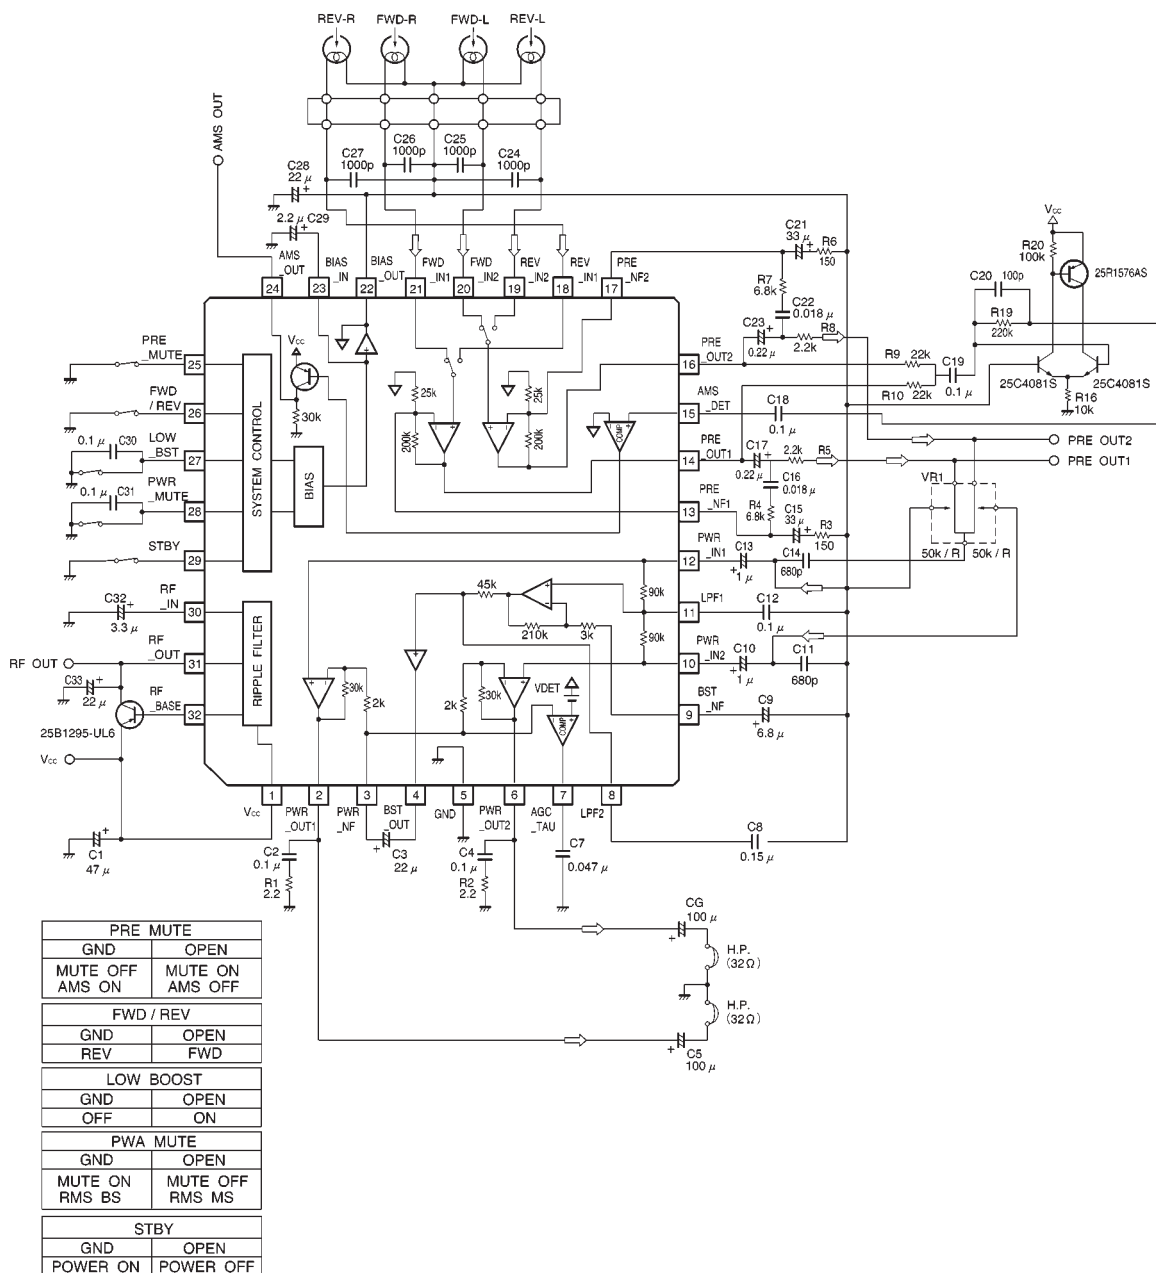 REV-R FWD-R FWD-L REV-L
AMS OUT
C27
1000p
C26
1000p
C25
1000p
C24
1000p
C28
22 μ
+
2.2 μ + C29
AMS
_OUT
BIAS
_IN
BIAS
_OUT
FWD
_IN1
FWD
_IN2
REV
_IN2
REV
_IN1
PRE
_NF2
24 23 22 21 20 19 18 17
C21
33 μ
+
R6
150
R7
6.8k
C22
0.018 μ
C23
+
0.22 μ
R8
2.2k
Vcc
R20
100k
25R1576AS
C20
100p
R19
220k
R9 22k
C19
0.1 μ
R10 22k
25C4081S
25C4081S
R16
10k
PRE
_MUTE
25
FWD
/ REV
26
0.1 μ C30
LOW
_BST
27
0.1 μ C31
PWR
_MUTE
28
STBY
29
C32
+
3.3 μ
RF
_IN
30
RF OUT
RF
_OUT
31
C33
+
22 μ
RF
_BASE
32
25B1295-UL6
Vcc
C1
47 μ
+
SYSTEM CONTROL
BIAS
RIPPLE FILTER
Vcc
30k
25k
200k
25k
200k
COMP
PRE
_OUT2
16
AMS
_DET
15
C18
0.1 μ
PRE
_OUT1
14
C17
+
0.22 μ
2.2k R5
C16
0.018 μ
R4
6.8k
PRE
_NF1
13
C15
33 μ
+
R3
150
PWR
_IN1
12
C13
+
1 μ
C14
680p
LPF1
11
C12
0.1 μ
PWR
_IN2
10
C10
+
1 μ
C11
680p
BST
_NF
9
C9
+
6.8 μ
PRE OUT2
PRE OUT1
VR1
50k / R 50k / R
45k
210k
3k
90k
90k
30k
2k
2k
30k
VDET
COMP
1 2 3 4 5 6 7 8
Vcc
PWR
_OUT1
PWR
_NF
BST
_OUT
GND
PWR
_OUT2
AGC
_TAU
LPF2
C2
0.1 μ
R1
2.2
+
C3
22 μ
C4
0.1 μ
R2
2.2
C7
0.047 μ
C8
0.15 μ
CG
100 μ
+
H.P.
(32Ω)
H.P.
(32Ω)
+
C5
100 μ
PRE MUTE
GND OPEN
MUTE OFF MUTE ON
AMS ON AMS OFF
FWD / REV
GND OPEN
REV FWD
LOW BOOST
GND OPEN
OFF ON
PWA MUTE
GND OPEN
MUTE ON MUTE OFF
RMS BS RMS MS
STBY
GND OPEN
POWER ON POWER OFF